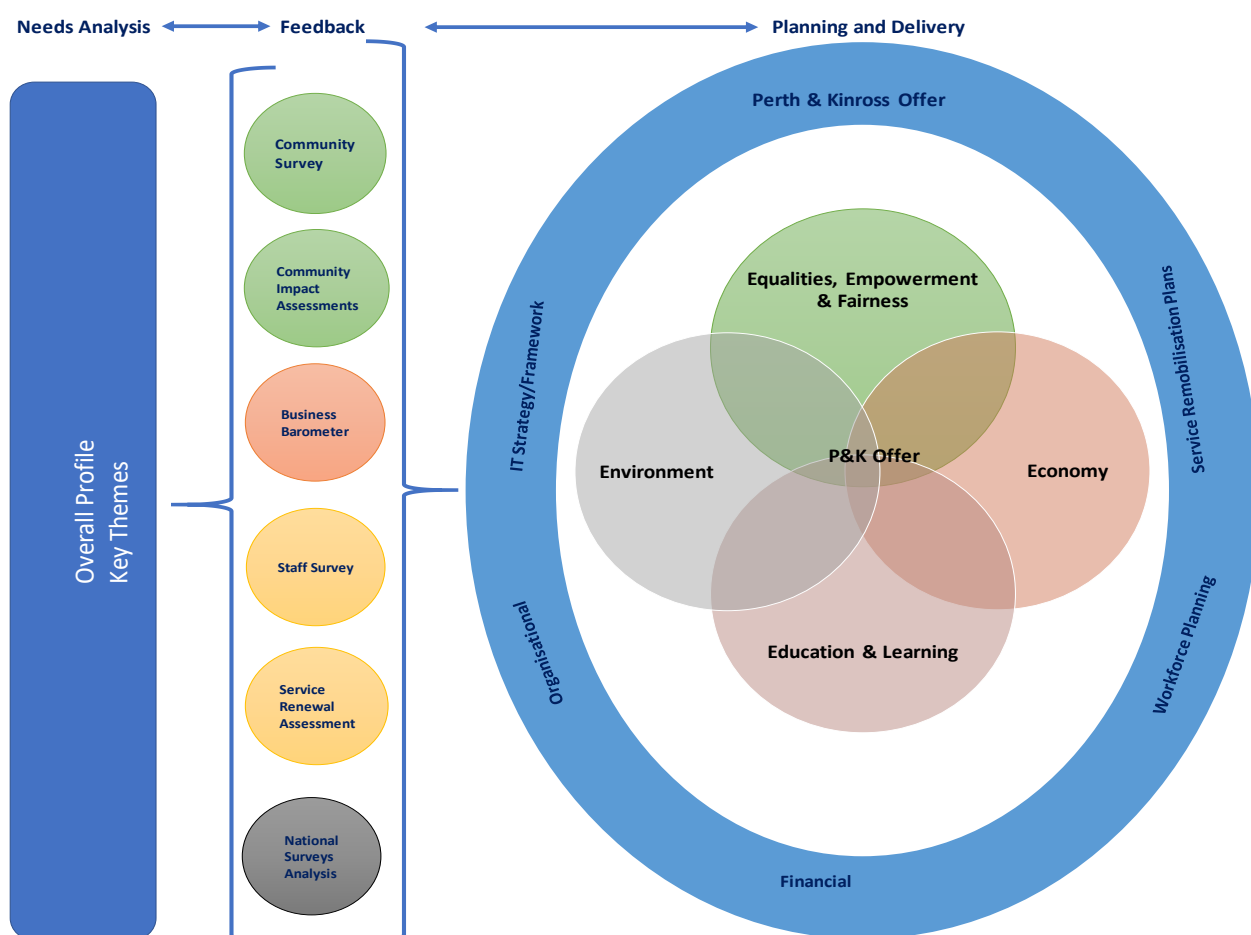 Needs Analysis
Feedback
Planning and Delivery
Overall Profile
Key Themes
Community
Survey
Community
Impact
Assessments
Business
Barometer
Staff Survey
Service
Renewal
Assessment
National
Surveys
Analysis
Perth & Kinross Offer
IT Strategy/Framework
Service Remobilisation Plans
Organisational
Workforce Planning
Financial
Equalities, Empowerment
& Fairness
Environment
P&K Offer
Economy
Education & Learning